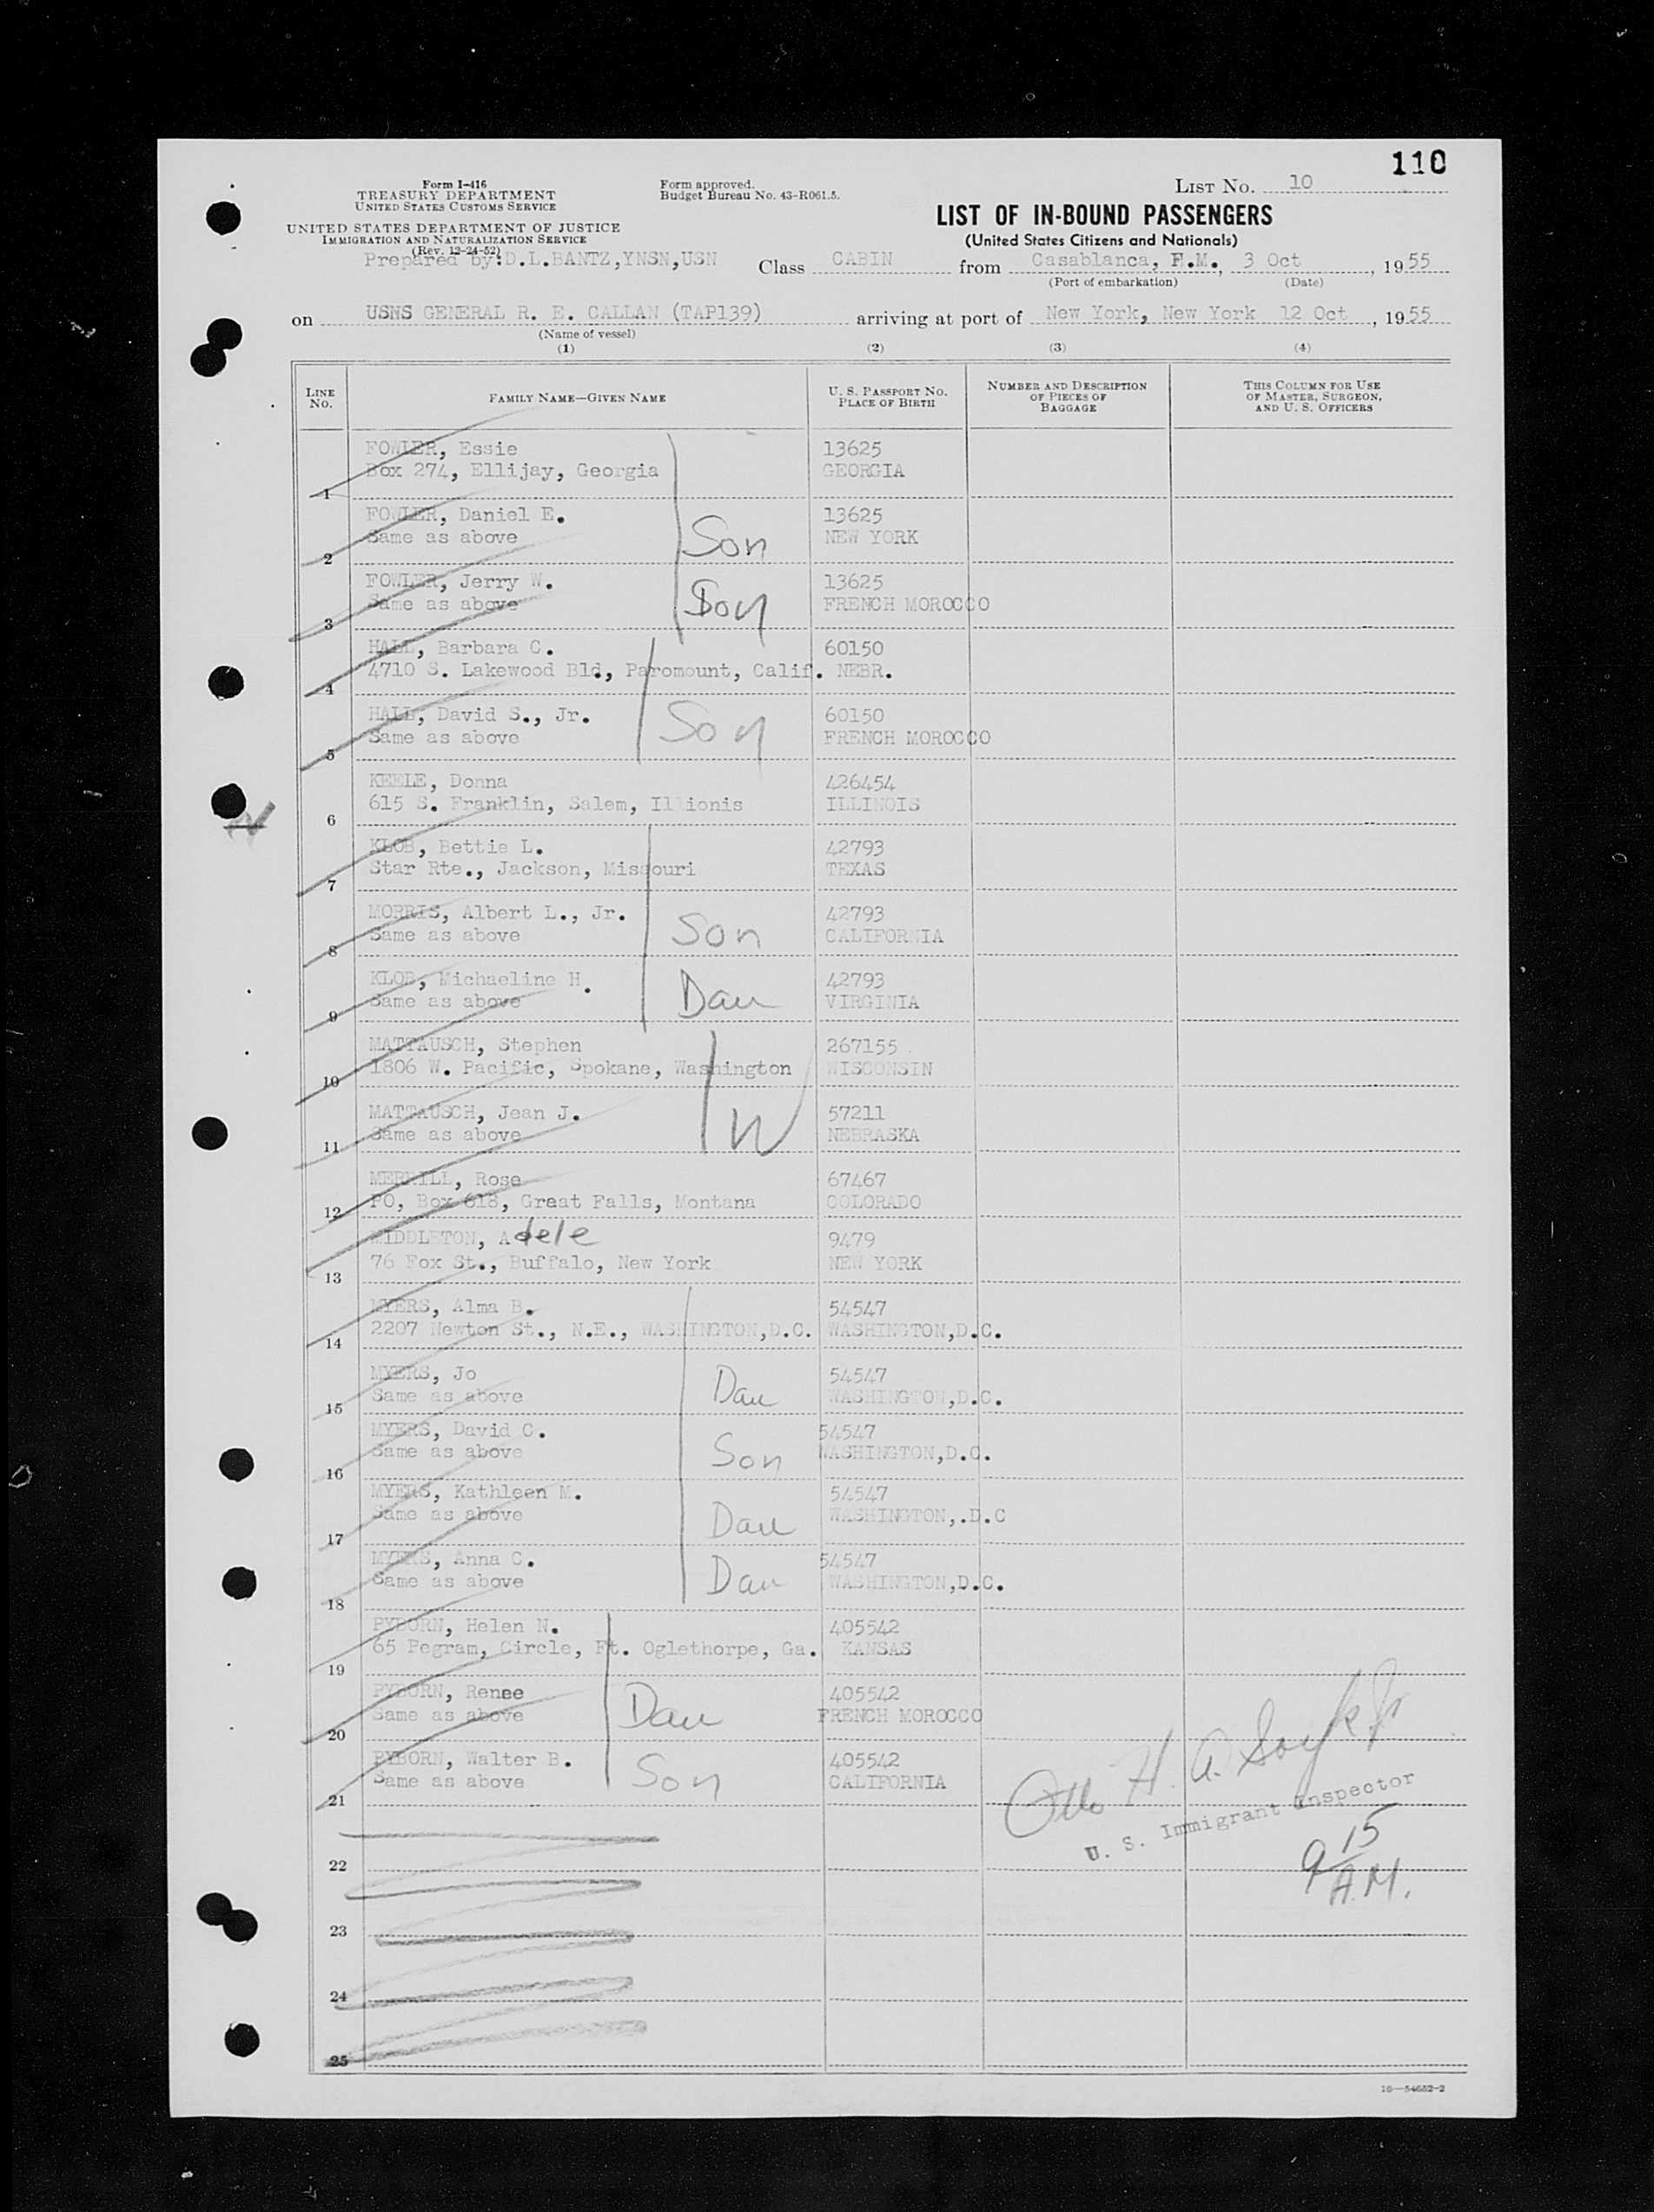 110
Form I-416
TREASURY DEPARTMENT
UNITED STATES CUSTOMS SERVICE
Form approved.
Budget Bureau No. 43-R061.5.
LIST NO. 10
UNITED STATES DEPARTMENT OF JUSTICE
IMMIGRATION AND NATURALIZATION SERVICE
(Rev. 12-24-52)
LIST OF IN-BOUND PASSENGERS
(United States Citizens and Nationals)
Prepared by:D.L.BANTZ,YNSN,USN Class CABIN from Casablanca, F.M., 3 Oct, 1955
(Port of embarkation) (Date)
on USNS GENERAL R. E. CALLAN (TAP139) arriving at port of New York, New York 12 Oct, 1955
(Name of vessel)
(1) (2) (3) (4)
LINE NO. FAMILY NAME—GIVEN NAME U. S. PASSPORT NO. PLACE OF BIRTH NUMBER AND DESCRIPTION OF PIECES OF BAGGAGE THIS COLUMN FOR USE OF MASTER, SURGEON, AND U. S. OFFICERS
FOWLER, Essie 13625
1 Box 274, Ellijay, Georgia GEORGIA
FOWLER, Daniel E. 13625
2 Same as above Son NEW YORK
FOWLER, Jerry W. 13625
3 Same as above Son FRENCH MOROCCO
HALL, Barbara C. 60150
4 4710 S. Lakewood Bld., Paromount, Calif. NEBR.
HALL, David S., Jr. 60150
5 Same as above Son FRENCH MOROCCO
KEELE, Donna 426454
6 615 S. Franklin, Salem, Illionis ILLINOIS
KLOB, Bettie L. 42793
7 Star Rte., Jackson, Missouri TEXAS
MORRIS, Albert L., Jr. 42793
8 Same as above Son CALIFORNIA
KLOB, Michaeline H. 42793
9 Same as above Dau VIRGINIA
MATTAUSCH, Stephen 267155
10 1806 W. Pacific, Spokane, Washington WISCONSIN
MATTAUSCH, Jean J. 57211
11 Same as above W NEBRASKA
MERRILL, Rose 67467
12 PO, Box 618, Great Falls, Montana COLORADO
MIDDLETON, Adele 9479
13 76 Fox St., Buffalo, New York NEW YORK
MYERS, Alma B. 54547
14 2207 Newton St., N.E., WASHINGTON,D.C. WASHINGTON,D.C.
MYERS, Jo 54547
15 Same as above Dau WASHINGTON,D.C.
MYERS, David C. 54547
16 Same as above Son WASHINGTON,D.C.
MYERS, Kathleen M. 54547
17 Same as above Dau WASHINGTON,.D.C
MYERS, Anna C. 54547
18 Same as above Dau WASHINGTON,D.C.
PYBORN, Helen N. 405542
19 65 Pegram, Circle, Ft. Oglethorpe, Ga. KANSAS
PYBORN, Renee 405542
20 Same as above Dau FRENCH MOROCCO
PYBORN, Walter B. 405542
21 Same as above Son CALIFORNIA
Otto H. A.
U. S. Immigrant Inspector
22
9 15 A.M.
23
24
25
16—54652-2